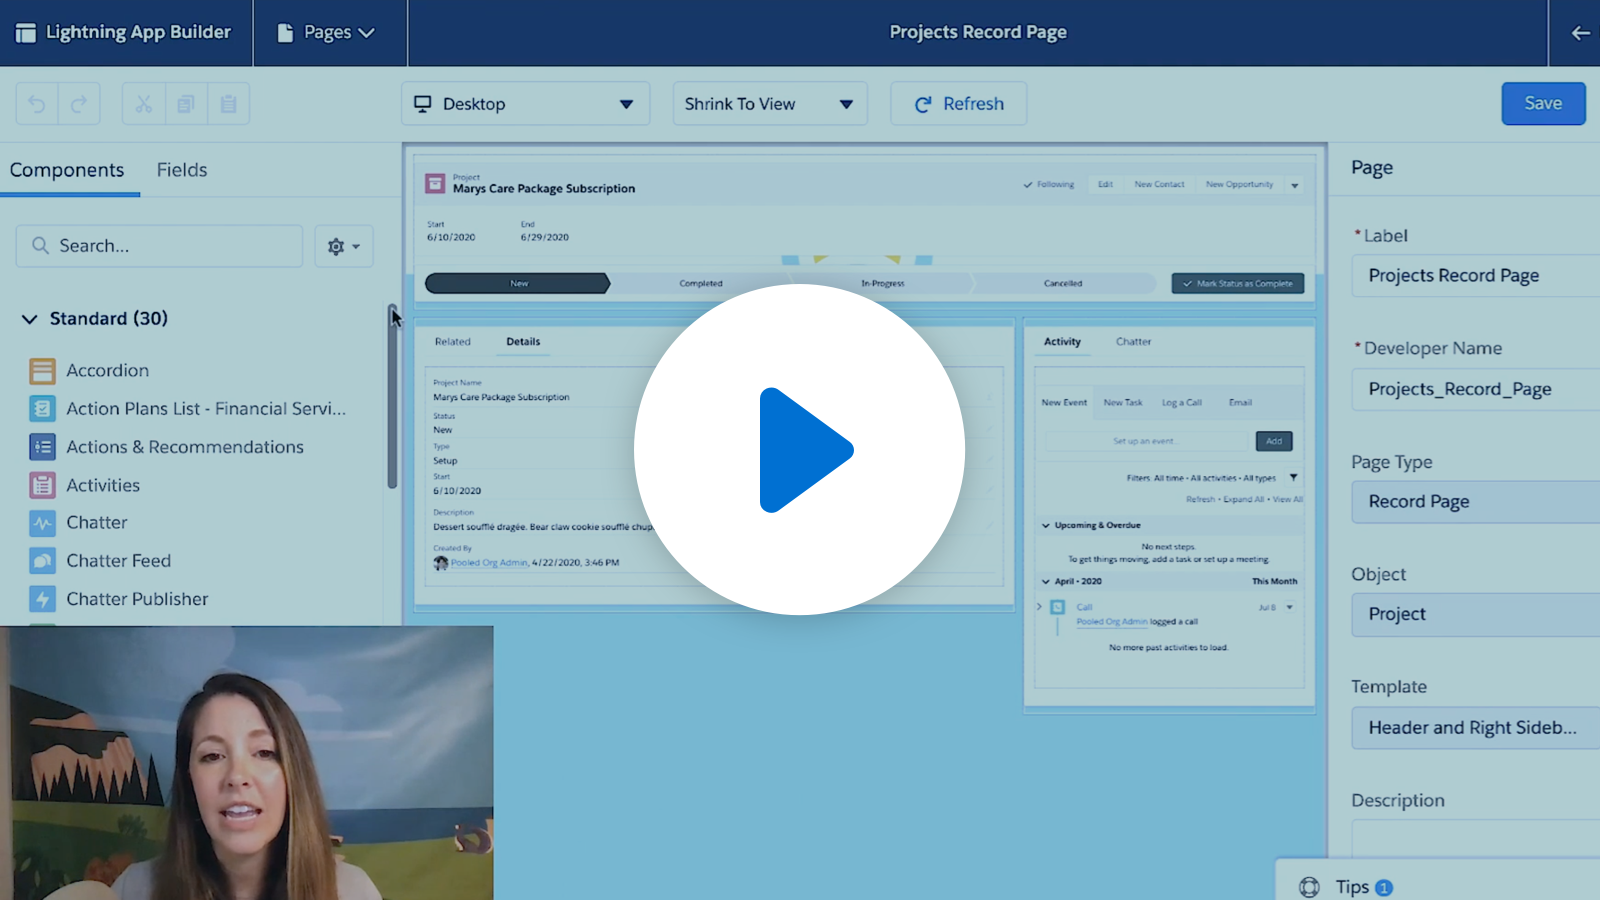 Lightning App Builder
Pages
Projects Record Page
Desktop
Shrink To View
Refresh
Save
Components
Fields
Search...
Standard (30)
Accordion
Action Plans List - Financial Servi...
Actions & Recommendations
Activities
Chatter
Chatter Feed
Chatter Publisher
Project
Marys Care Package Subscription
Following
Edit
New Contact
New Opportunity
Start
End
6/10/2020
6/29/2020
New
Completed
In-Progress
Cancelled
Mark Status as Complete
Related
Details
Project Name
Marys Care Package Subscription
Status
New
Type
Setup
Start
6/10/2020
Description
Dessert soufflé dragée. Bear claw cookie soufflé chup
Created By
Pooled Org Admin, 4/22/2020, 3:46 PM
Activity
Chatter
New Event
New Task
Log a Call
Email
Set up an event...
Add
Filters: All time • All activities • All types
Refresh • Expand All • View All
Upcoming & Overdue
No next steps.
To get things moving, add a task or set up a meeting.
April • 2020
This Month
Call
Jul 8
Pooled Org Admin logged a call
No more past activities to load.
Page
*Label
Projects Record Page
*Developer Name
Projects_Record_Page
Page Type
Record Page
Object
Project
Template
Header and Right Sideb...
Description
Tips 1